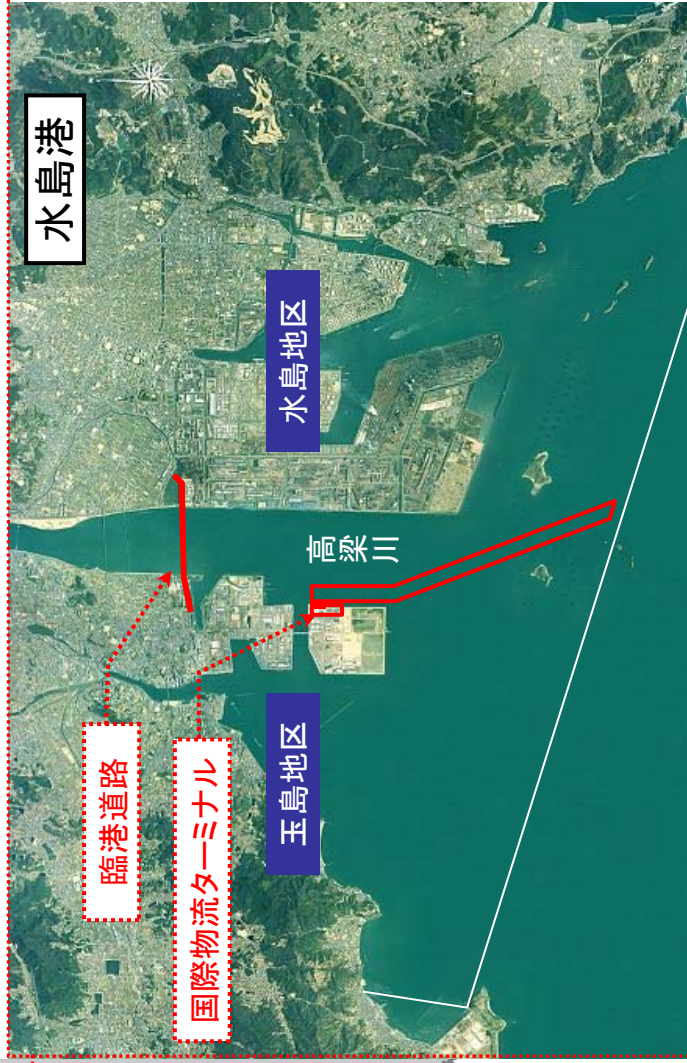 水島港
水島地区
高梁川
玉島地区
臨港道路
国際物流ターミナル